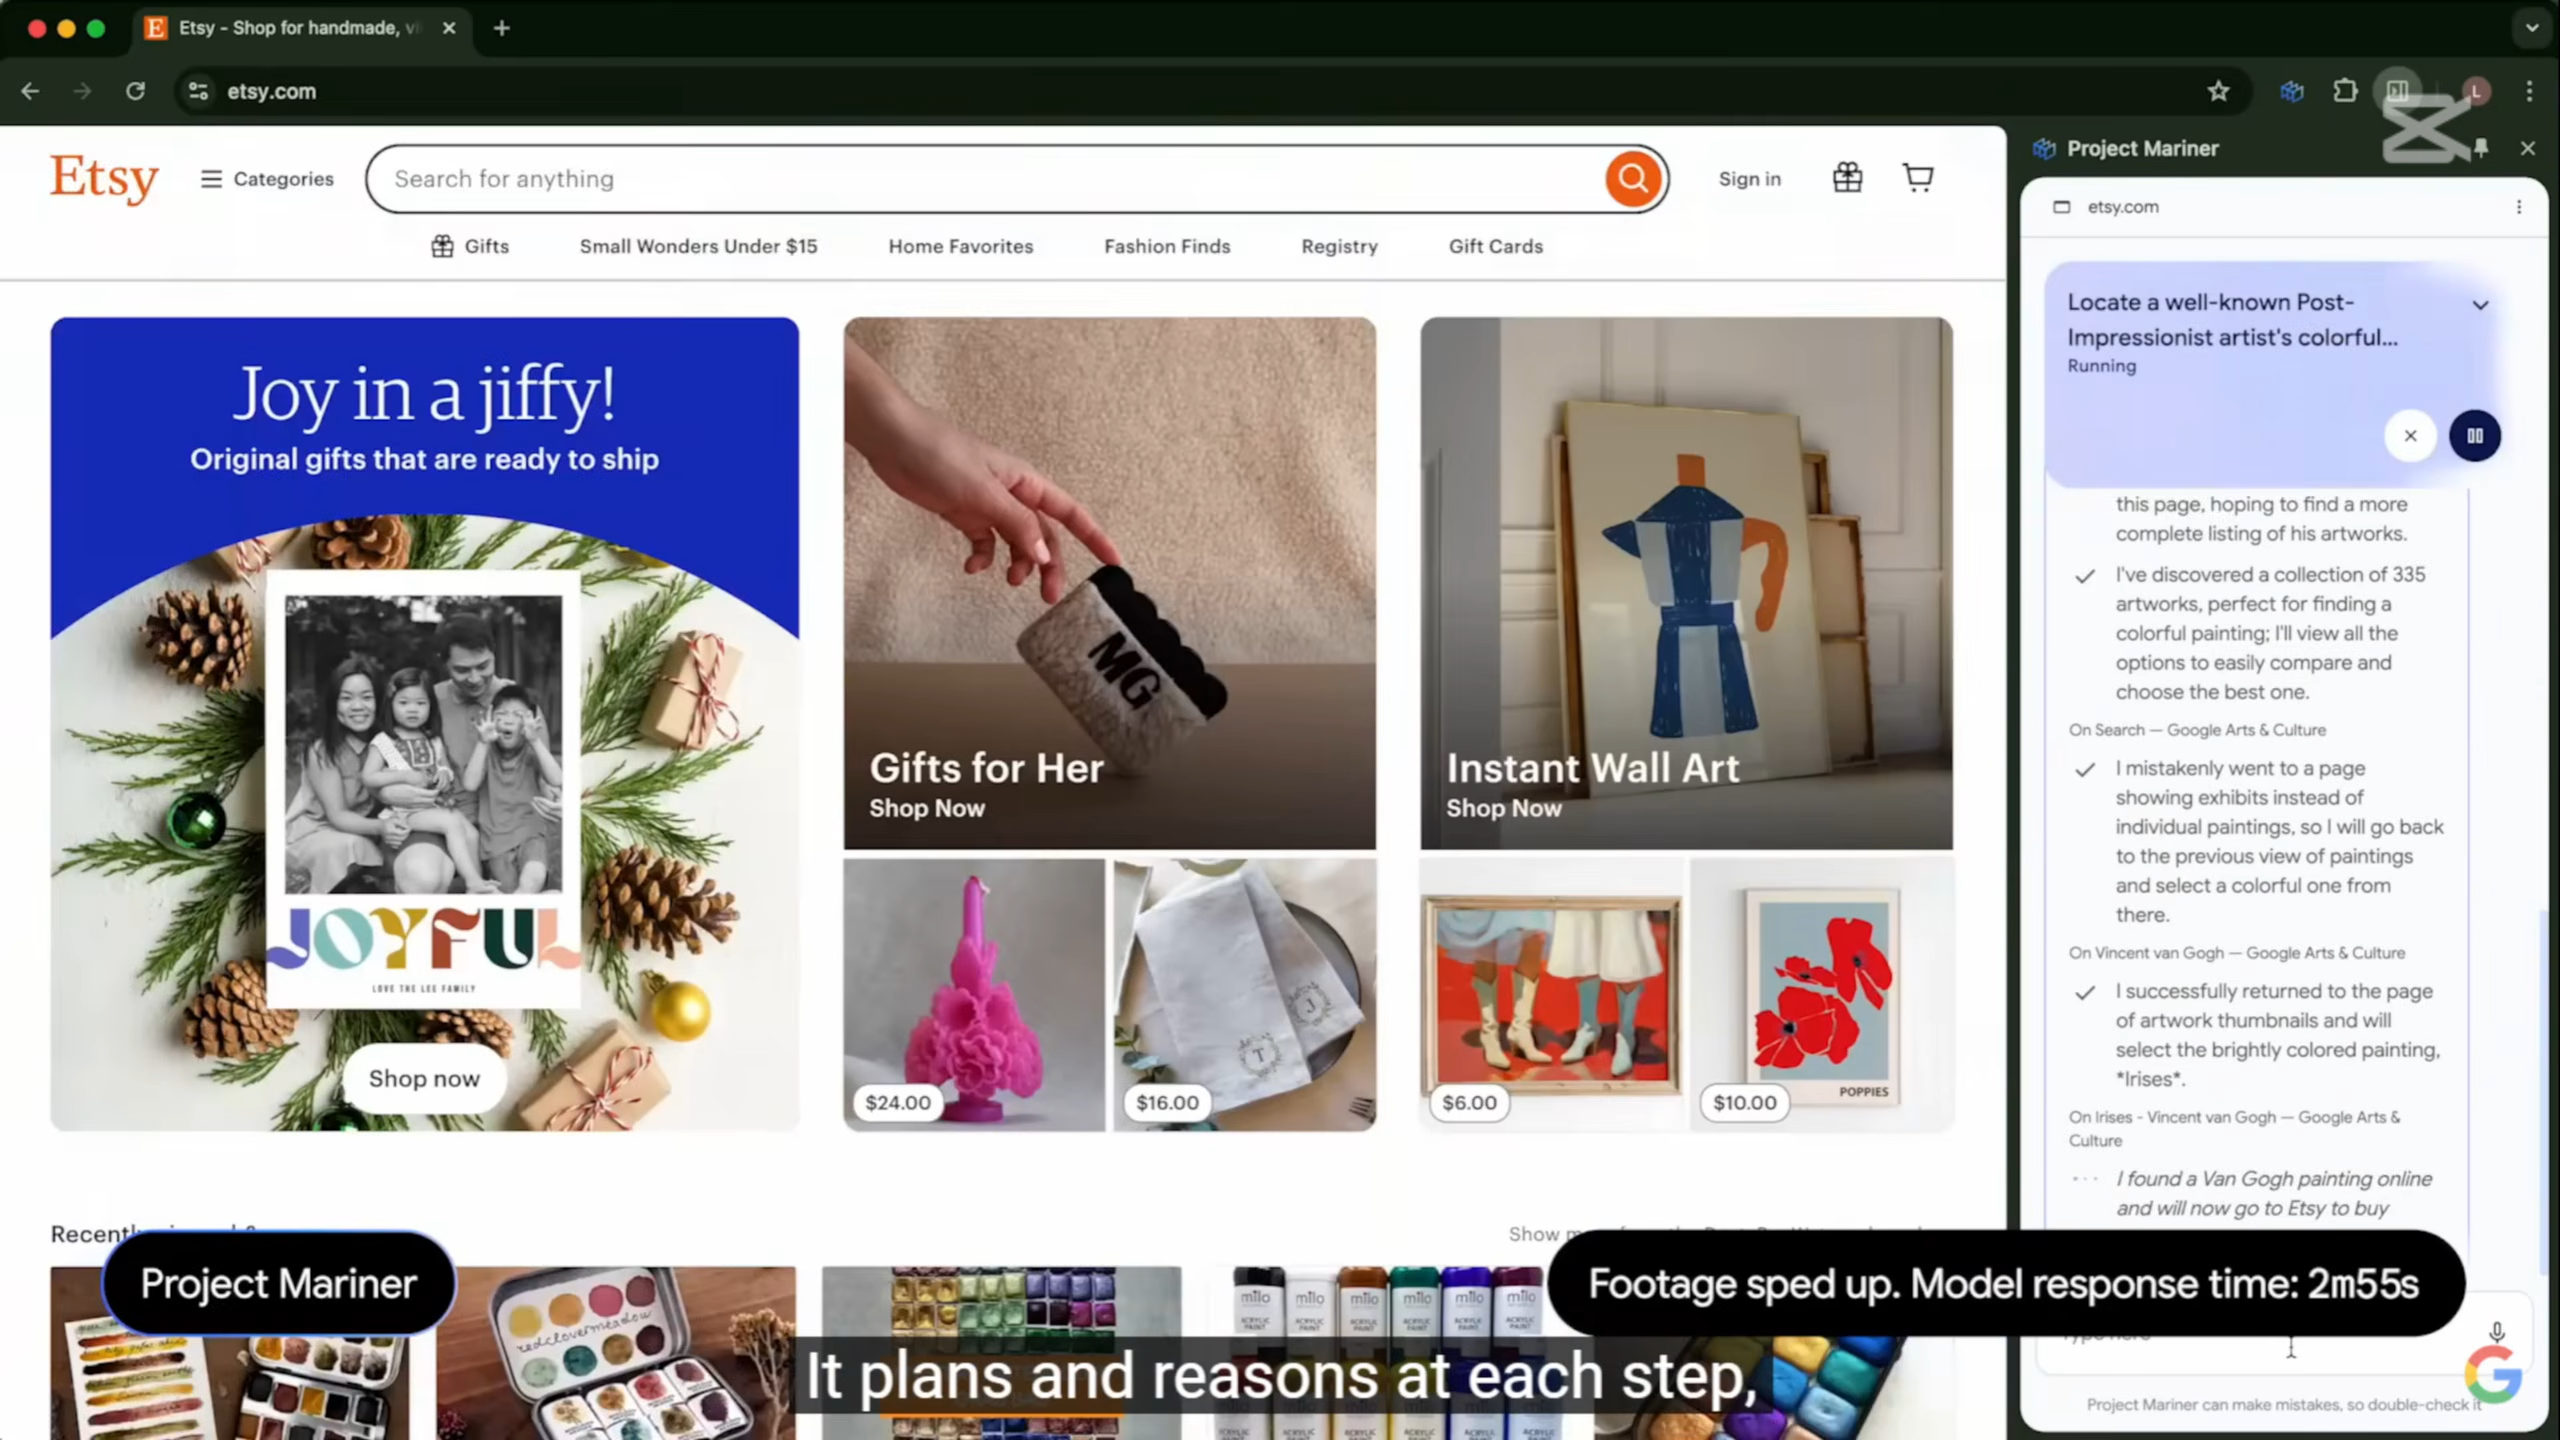 Etsy - Shop for handmade, vi
etsy.com
Project Mariner
Etsy
Categories
Search for anything
Sign in
Gifts
Small Wonders Under $15
Home Favorites
Fashion Finds
Registry
Gift Cards
Joy in a jiffy!
Original gifts that are ready to ship
JOYFUL
LOVE THE LEE FAMILY
Shop now
MG
Gifts for Her
Shop Now
$24.00
J
T
$16.00
Instant Wall Art
Shop Now
$6.00
POPPIES
$10.00
Show
redclovermeadow
milo
milo
milo
milo
milo
milo
ACRYLIC
PAINT
L
etsy.com
Locate a well-known Post-
Impressionist artist's colorful...
Running
this page, hoping to find a more
complete listing of his artworks.
I've discovered a collection of 335
artworks, perfect for finding a
colorful painting; I'll view all the
options to easily compare and
choose the best one.
On Search — Google Arts & Culture
I mistakenly went to a page
showing exhibits instead of
individual paintings, so I will go back
to the previous view of paintings
and select a colorful one from
there.
On Vincent van Gogh — Google Arts & Culture
I successfully returned to the page
of artwork thumbnails and will
select the brightly colored painting,
*Irises*.
On Irises - Vincent van Gogh — Google Arts &
Culture
I found a Van Gogh painting online
and will now go to Etsy to buy
Project Mariner can make mistakes, so double-check it
Project Mariner
Footage sped up. Model response time: 2m55s
It plans and reasons at each step,